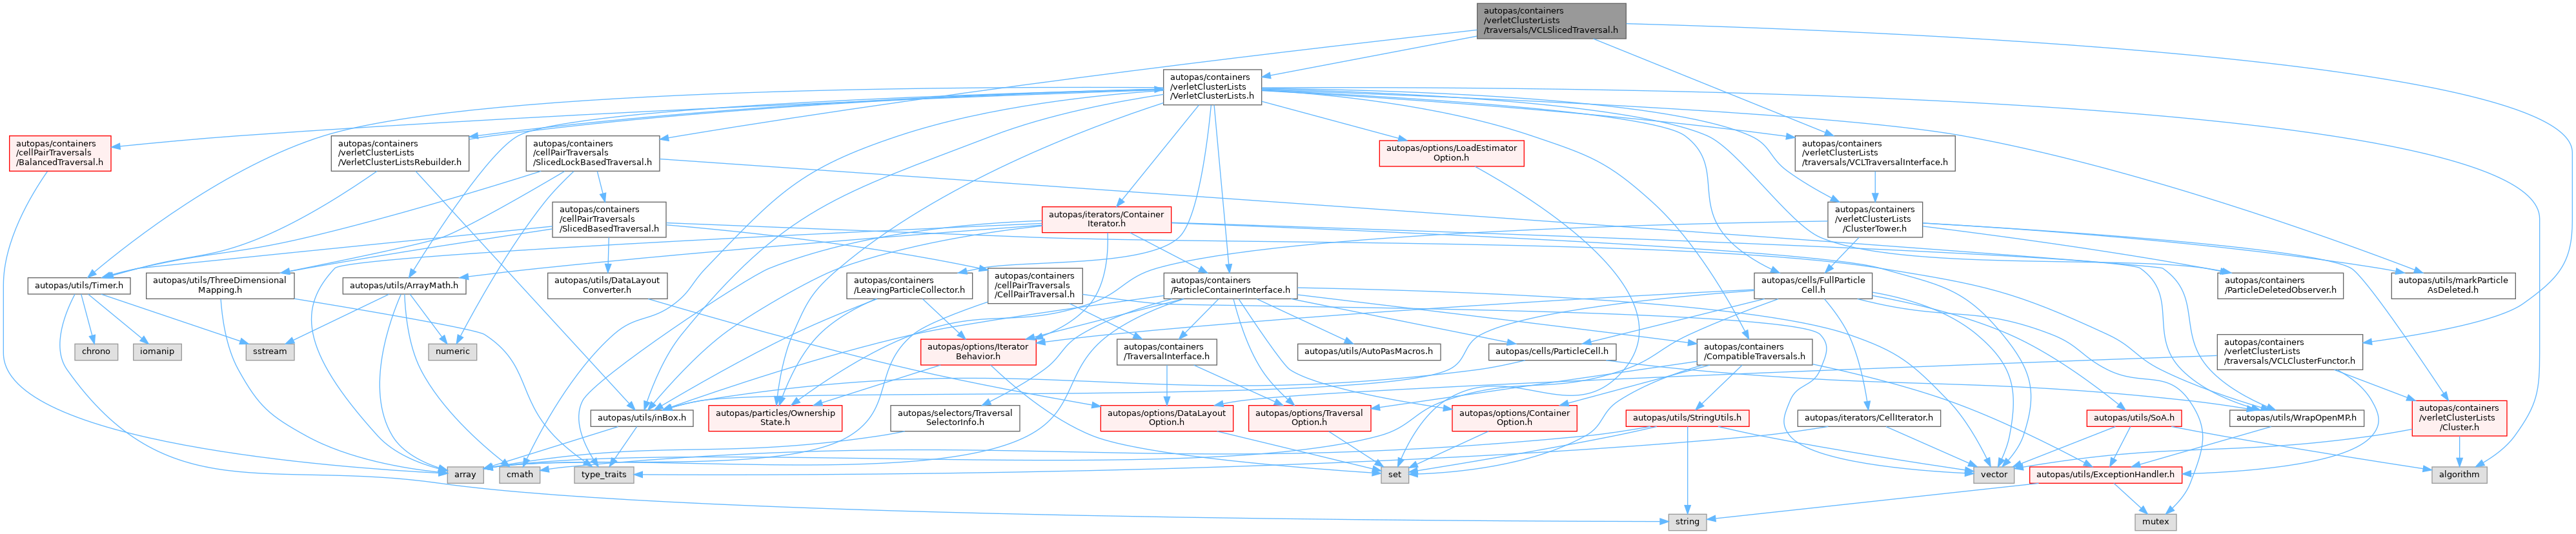 autopas/containers
/verletClusterLists
/traversals/VCLSlicedTraversal.h
autopas/containers
/verletClusterLists
/VerletClusterLists.h
autopas/containers
/cellPairTraversals
/BalancedTraversal.h
autopas/containers
/verletClusterLists
/VerletClusterListsRebuilder.h
autopas/containers
/cellPairTraversals
/SlicedLockBasedTraversal.h
autopas/options/LoadEstimator
Option.h
autopas/containers
/verletClusterLists
/traversals/VCLTraversalInterface.h
autopas/containers
/cellPairTraversals
/SlicedBasedTraversal.h
autopas/iterators/Container
Iterator.h
autopas/containers
/verletClusterLists
/ClusterTower.h
autopas/utils/Timer.h
autopas/utils/ThreeDimensional
Mapping.h
autopas/utils/ArrayMath.h
autopas/utils/DataLayout
Converter.h
autopas/containers
/LeavingParticleCollector.h
autopas/containers
/cellPairTraversals
/CellPairTraversal.h
autopas/containers
/ParticleContainerInterface.h
autopas/cells/FullParticle
Cell.h
autopas/containers
/ParticleDeletedObserver.h
autopas/utils/markParticle
AsDeleted.h
chrono
iomanip
sstream
numeric
autopas/options/Iterator
Behavior.h
autopas/containers
/TraversalInterface.h
autopas/utils/AutoPasMacros.h
autopas/cells/ParticleCell.h
autopas/containers
/CompatibleTraversals.h
autopas/containers
/verletClusterLists
/traversals/VCLClusterFunctor.h
autopas/utils/inBox.h
autopas/particles/Ownership
State.h
autopas/selectors/Traversal
SelectorInfo.h
autopas/options/DataLayout
Option.h
autopas/options/Traversal
Option.h
autopas/options/Container
Option.h
autopas/utils/StringUtils.h
autopas/iterators/CellIterator.h
autopas/utils/SoA.h
autopas/utils/WrapOpenMP.h
autopas/containers
/verletClusterLists
/Cluster.h
array
cmath
type_traits
set
vector
autopas/utils/ExceptionHandler.h
algorithm
string
mutex